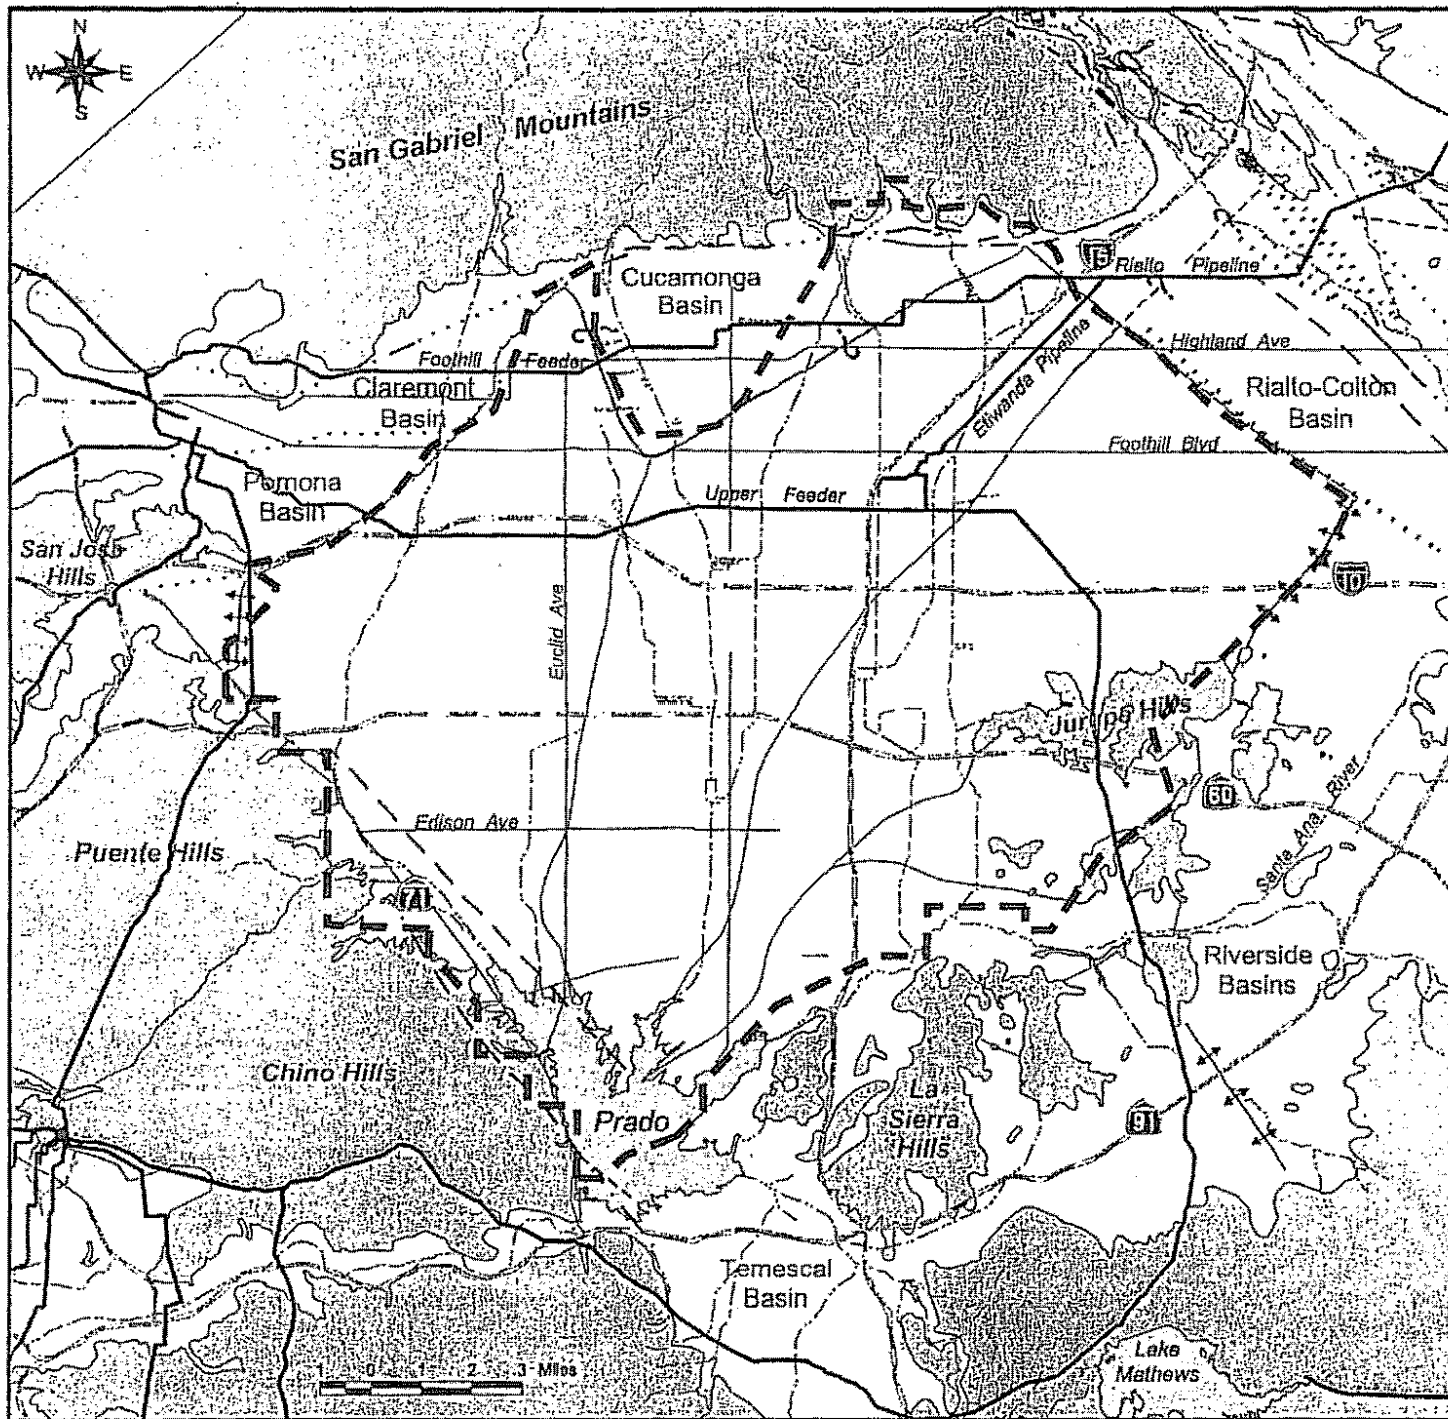 N
W E
S
San Gabriel Mountains
Cucamonga
Basin
15
Rialto Pipeline
Foothill Feeder
Highland Ave
Claremont
Basin
Etiwanda Pipeline
Rialto-Colton
Basin
Foothill Blvd
Pomona
Basin
Upper Feeder
San Jose
Hills
10
Euclid Ave
Jurupa Hills
60
Santa Ana River
Edison Ave
Puente Hills
Riverside
Basins
Chino Hills
La
Sierra
Hills
Prado
91
Temescal
Basin
Lake
Mathews
1 0 1 2 3 Miles